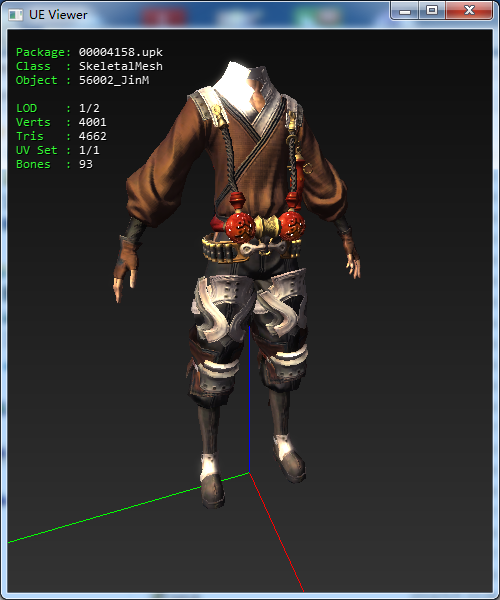 UE Viewer
Package: 00004158.upk
Class : SkeletalMesh
Object : 56002_JinM
LOD : 1/2
Verts : 4001
Tris : 4662
UV Set : 1/1
Bones : 93